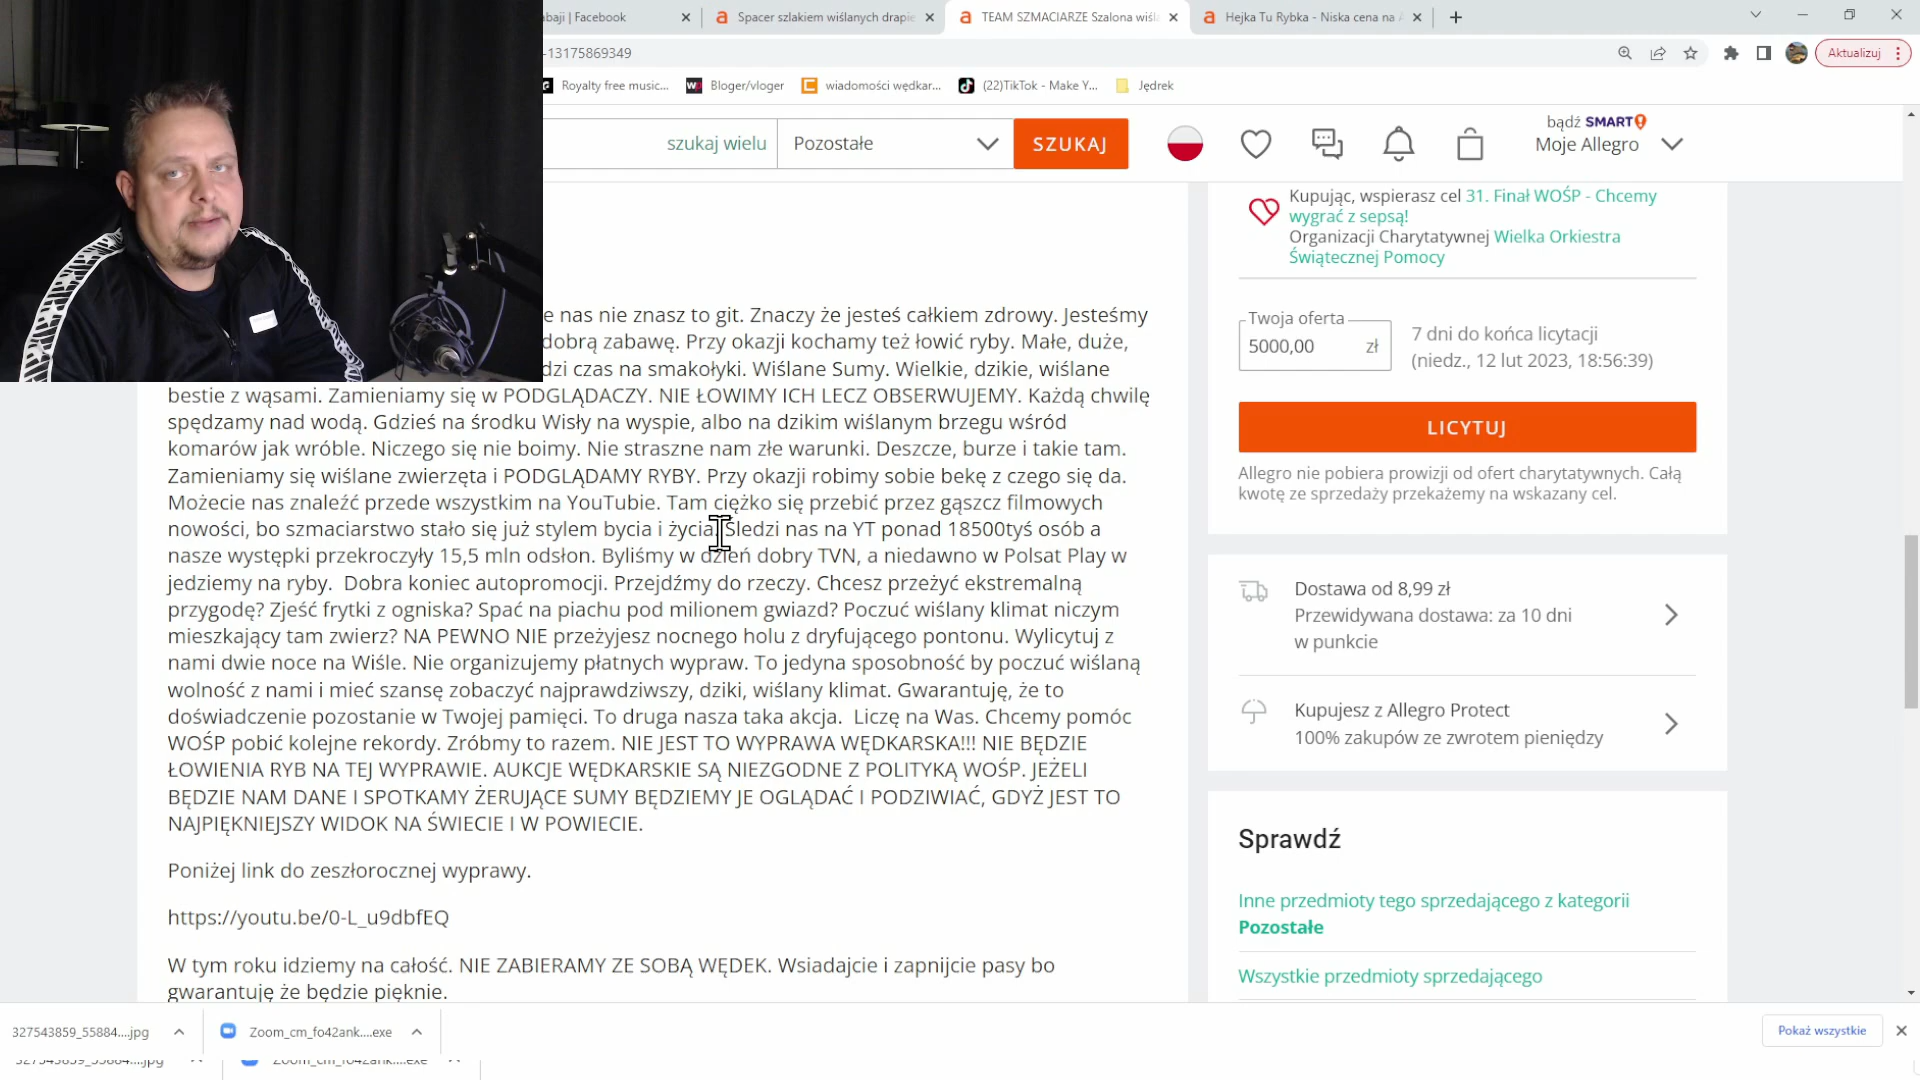 abaji | Facebook
Spacer szlakiem wiślanych drapie
TEAM SZMACIARZE Szalona wiśl
Hejka Tu Rybka - Niska cena na A
-13175869349
Aktualizuj
Royalty free music...
Bloger/vloger
wiadomości wędkar...
(22)TikTok - Make Y...
Jędrek
szukaj wielu
Pozostałe
SZUKAJ
bądź SMART!
Moje Allegro
Kupując, wspierasz cel 31. Finał WOŚP - Chcemy
wygrać z sepsą!
Organizacji Charytatywnej Wielka Orkiestra
Świątecznej Pomocy
Twoja oferta
5000,00 zł
7 dni do końca licytacji
(niedz., 12 lut 2023, 18:56:39)
LICYTUJ
Allegro nie pobiera prowizji od ofert charytatywnych. Całą
kwotę ze sprzedaży przekażemy na wskazany cel.
Dostawa od 8,99 zł
Przewidywana dostawa: za 10 dni
w punkcie
Kupujesz z Allegro Protect
100% zakupów ze zwrotem pieniędzy
Sprawdź
Inne przedmioty tego sprzedającego z kategorii
Pozostałe
Wszystkie przedmioty sprzedającego
e nas nie znasz to git. Znaczy że jesteś całkiem zdrowy. Jesteśmy
dobrą zabawę. Przy okazji kochamy też łowić ryby. Małe, duże,
dzi czas na smakołyki. Wiślane Sumy. Wielkie, dzikie, wiślane
bestie z wąsami. Zamieniamy się w PODGLĄDACZY. NIE ŁOWIMY ICH LECZ OBSERWUJEMY. Każdą chwilę
spędzamy nad wodą. Gdzieś na środku Wisły na wyspie, albo na dzikim wiślanym brzegu wśród
komarów jak wróble. Niczego się nie boimy. Nie straszne nam złe warunki. Deszcze, burze i takie tam.
Zamieniamy się wiślane zwierzęta i PODGLĄDAMY RYBY. Przy okazji robimy sobie bekę z czego się da.
Możecie nas znaleźć przede wszystkim na YouTubie. Tam ciężko się przebić przez gąszcz filmowych
nowości, bo szmaciarstwo stało się już stylem bycia i życia. Śledzi nas na YT ponad 18500tyś osób a
nasze występki przekroczyły 15,5 mln odsłon. Byliśmy w dzień dobry TVN, a niedawno w Polsat Play w
jedziemy na ryby.  Dobra koniec autopromocji. Przejdźmy do rzeczy. Chcesz przeżyć ekstremalną
przygodę? Zjeść frytki z ogniska? Spać na piachu pod milionem gwiazd? Poczuć wiślany klimat niczym
mieszkający tam zwierz? NA PEWNO NIE przeżyjesz nocnego holu z dryfującego pontonu. Wylicytuj z
nami dwie noce na Wiśle. Nie organizujemy płatnych wypraw. To jedyna sposobność by poczuć wiślaną
wolność z nami i mieć szansę zobaczyć najprawdziwszy, dziki, wiślany klimat. Gwarantuję, że to
doświadczenie pozostanie w Twojej pamięci. To druga nasza taka akcja.  Liczę na Was. Chcemy pomóc
WOŚP pobić kolejne rekordy. Zróbmy to razem. NIE JEST TO WYPRAWA WĘDKARSKA!!! NIE BĘDZIE
ŁOWIENIA RYB NA TEJ WYPRAWIE. AUKCJE WĘDKARSKIE SĄ NIEZGODNE Z POLITYKĄ WOŚP. JEŻELI
BĘDZIE NAM DANE I SPOTKAMY ŻERUJĄCE SUMY BĘDZIEMY JE OGLĄDAĆ I PODZIWIAĆ, GDYŻ JEST TO
NAJPIĘKNIEJSZY WIDOK NA ŚWIECIE I W POWIECIE.
Poniżej link do zeszłorocznej wyprawy.
https://youtu.be/0-L_u9dbfEQ
W tym roku idziemy na całość. NIE ZABIERAMY ZE SOBĄ WĘDEK. Wsiadajcie i zapnijcie pasy bo
gwarantuję że będzie pięknie.
327543859_55884....jpg
Zoom_cm_fo42ank....exe
Pokaż wszystkie
327543859_55884....jpg
Zoom_cm_fo42ank....exe